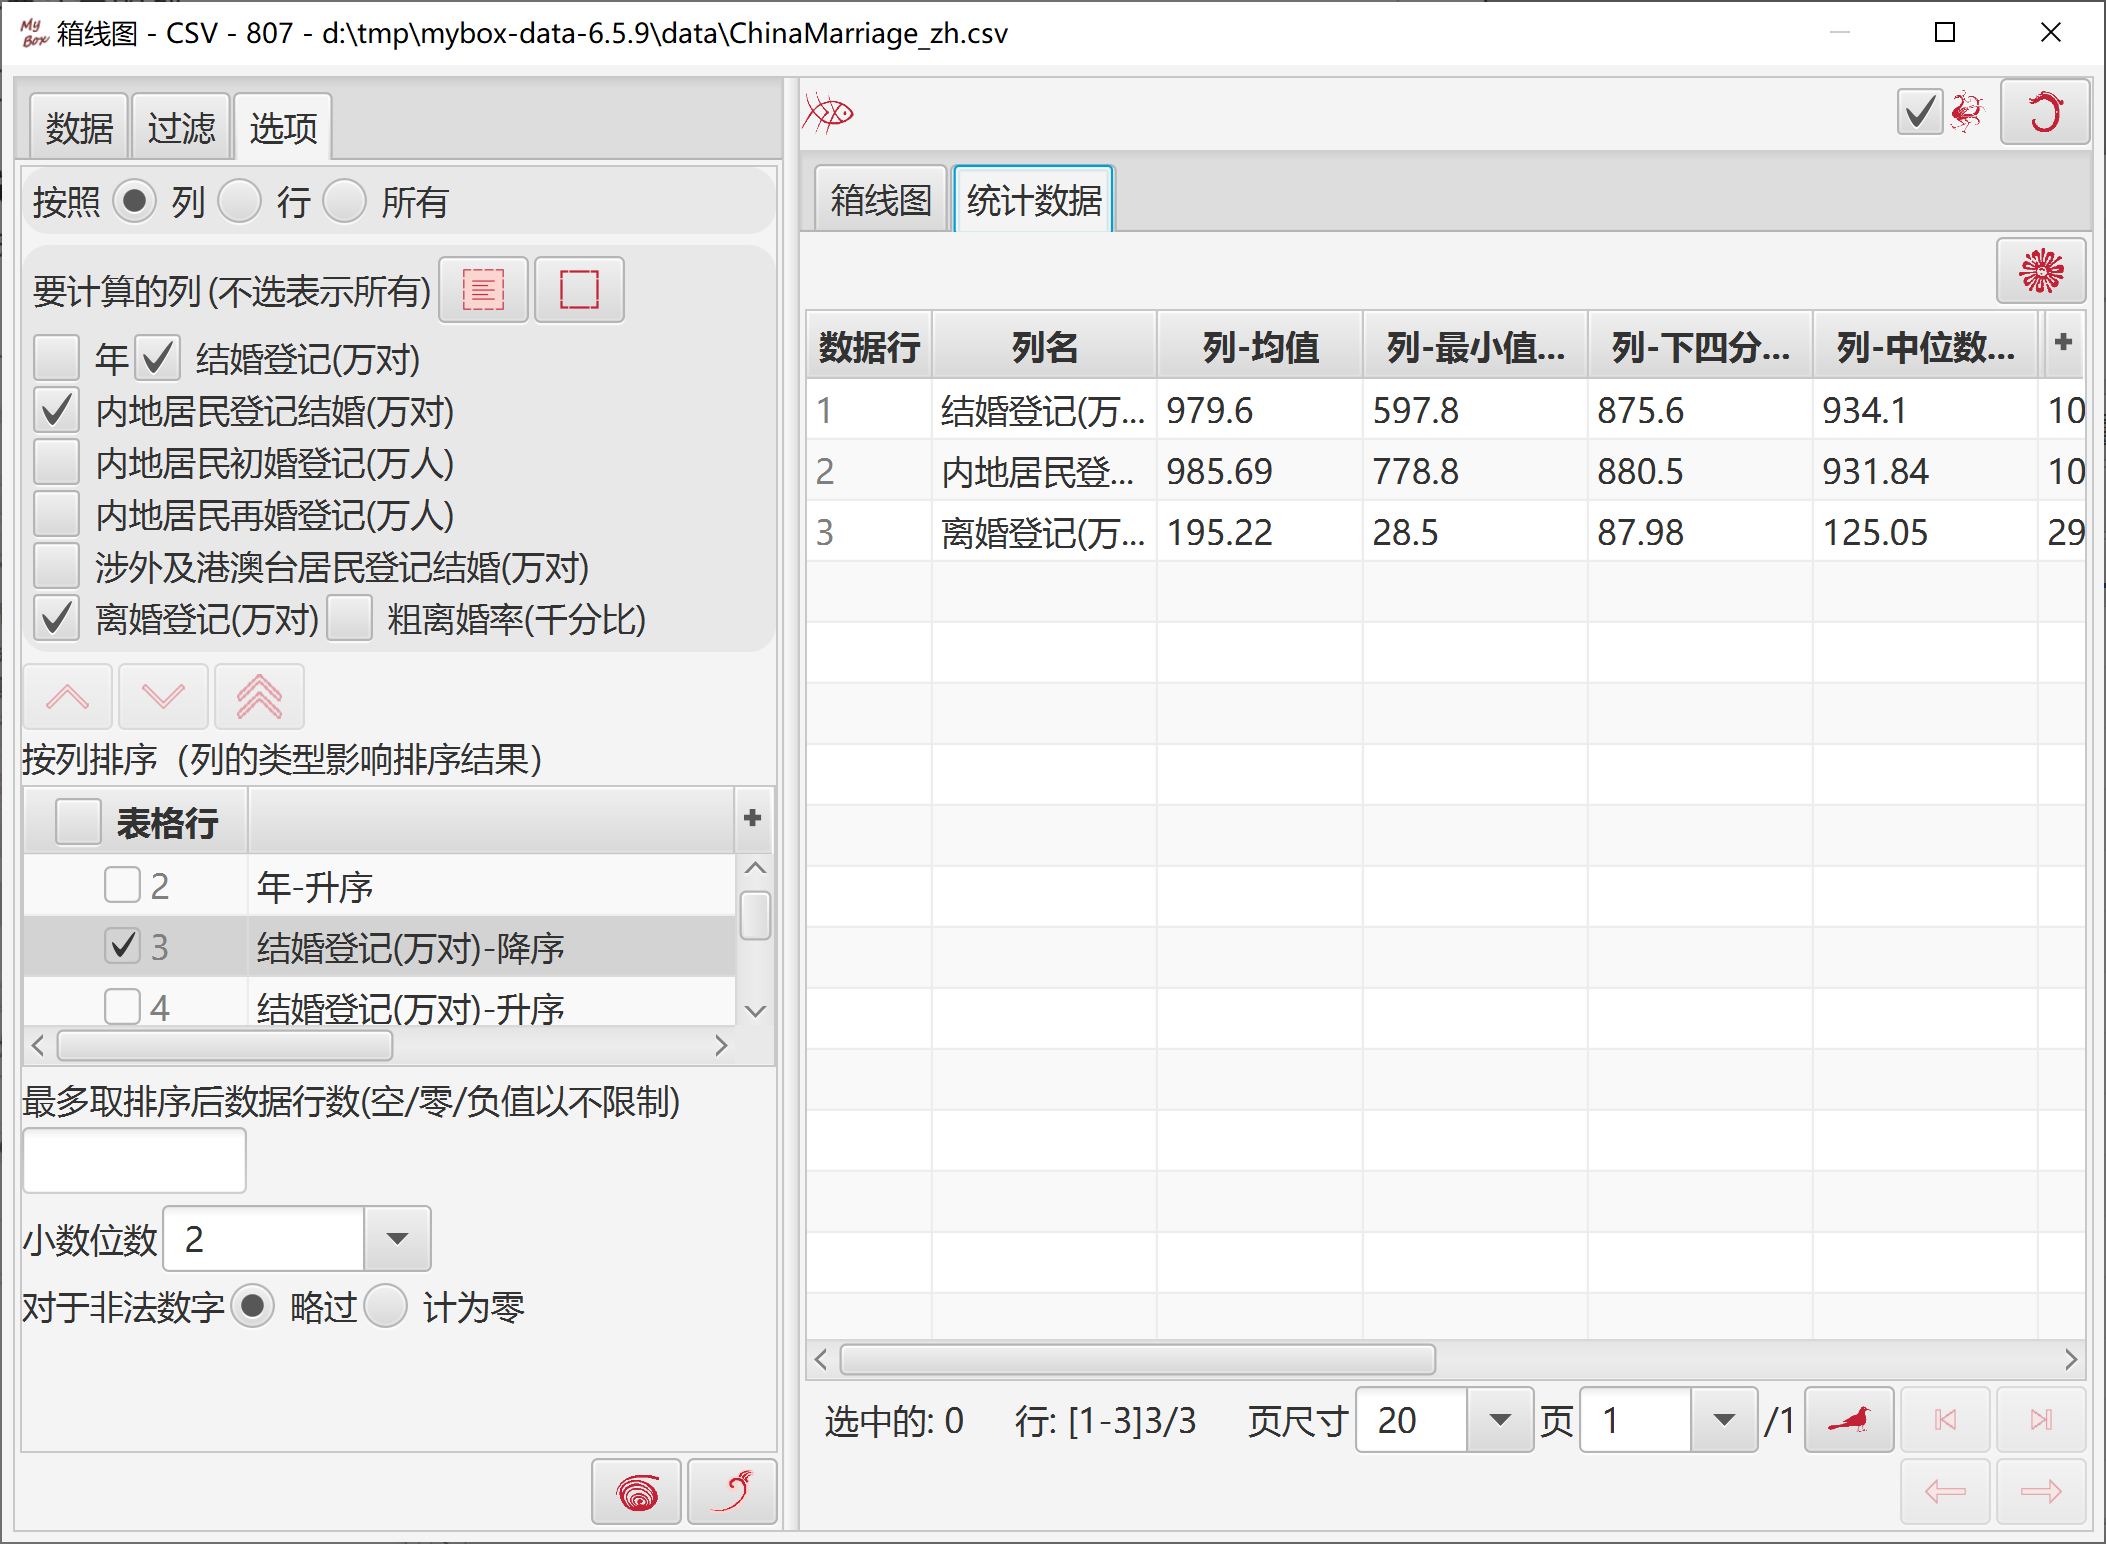 My Box 箱线图 - CSV - 807 - d:\tmp\mybox-data-6.5.9\data\ChinaMarriage_zh.csv
数据 过滤 选项
按照 列 行 所有
要计算的列(不选表示所有)
年 结婚登记(万对)
内地居民登记结婚(万对)
内地居民初婚登记(万人)
内地居民再婚登记(万人)
涉外及港澳台居民登记结婚(万对)
离婚登记(万对) 粗离婚率(千分比)
按列排序（列的类型影响排序结果）
表格行 +
2 年-升序
3 结婚登记(万对)-降序
4 结婚登记(万对)-升序
最多取排序后数据行数(空/零/负值以不限制)
小数位数 2
对于非法数字 略过 计为零
箱线图 统计数据
数据行 列名 列-均值 列-最小值... 列-下四分... 列-中位数... +
1 结婚登记(万... 979.6 597.8 875.6 934.1 10
2 内地居民登... 985.69 778.8 880.5 931.84 10
3 离婚登记(万... 195.22 28.5 87.98 125.05 29
选中的: 0 行: [1-3]3/3 页尺寸 20 页 1 /1